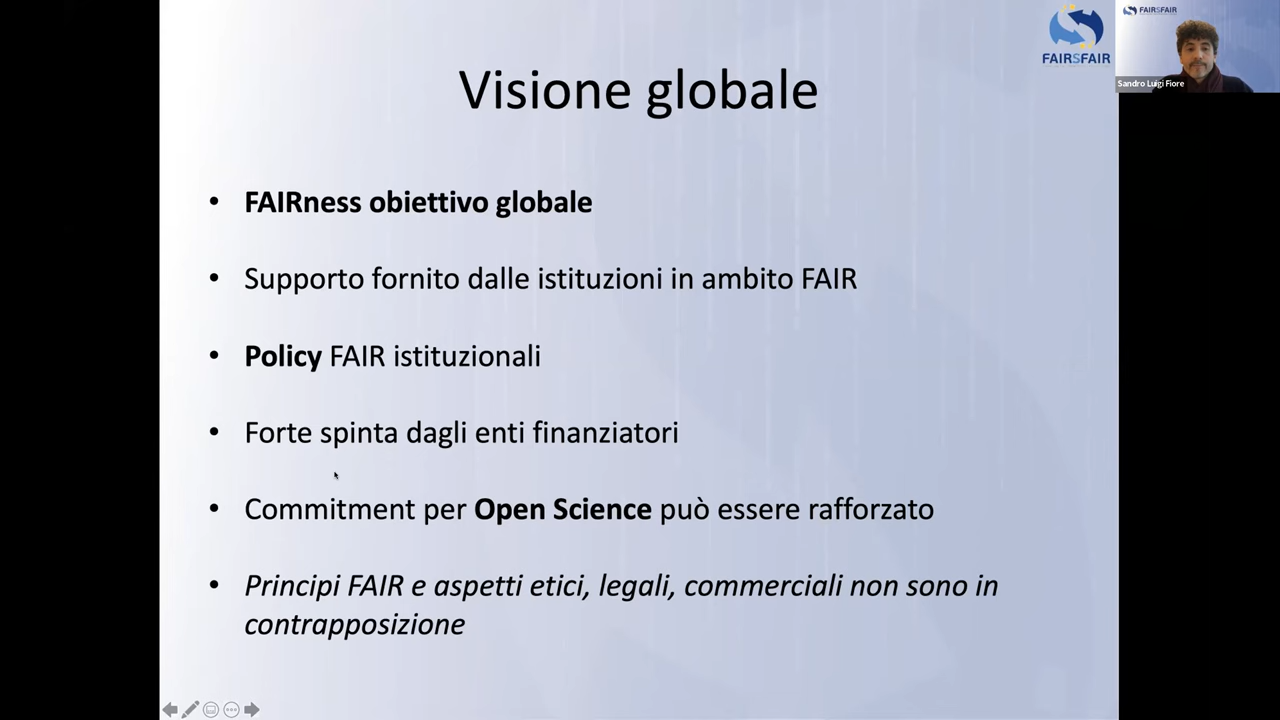 FAIRSFAIR
FAIRSFAIR
Sandro Luigi Fiore
Visione globale
• FAIRness obiettivo globale
• Supporto fornito dalle istituzioni in ambito FAIR
• Policy FAIR istituzionali
• Forte spinta dagli enti finanziatori
• Commitment per Open Science può essere rafforzato
• Principi FAIR e aspetti etici, legali, commerciali non sono in
contrapposizione